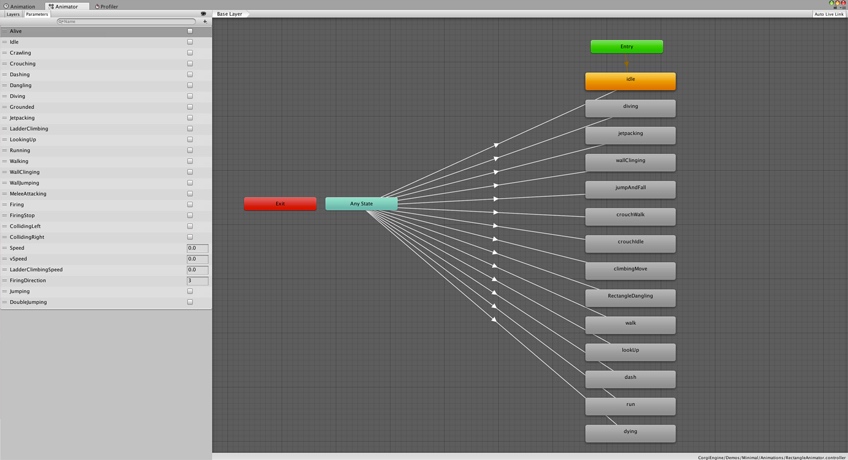 Animation
Animator
Profiler
Layers
Parameters
Name
+
Base Layer
Auto Live Link
Alive
Idle
Crawling
Crouching
Dashing
Dangling
Diving
Grounded
Jetpacking
LadderClimbing
LookingUp
Running
Walking
WallClinging
WallJumping
MeleeAttacking
Firing
FiringStop
CollidingLeft
CollidingRight
Speed 0.0
vSpeed 0.0
LadderClimbingSpeed 0.0
FiringDirection 3
Jumping
DoubleJumping
Exit
Any State
Entry
idle
diving
jetpacking
wallClinging
jumpAndFall
crouchWalk
crouchIdle
climbingMove
RectangleDangling
walk
lookUp
dash
run
dying
CorgiEngine/Demos/Minimal/Animations/RectangleAnimator.controller